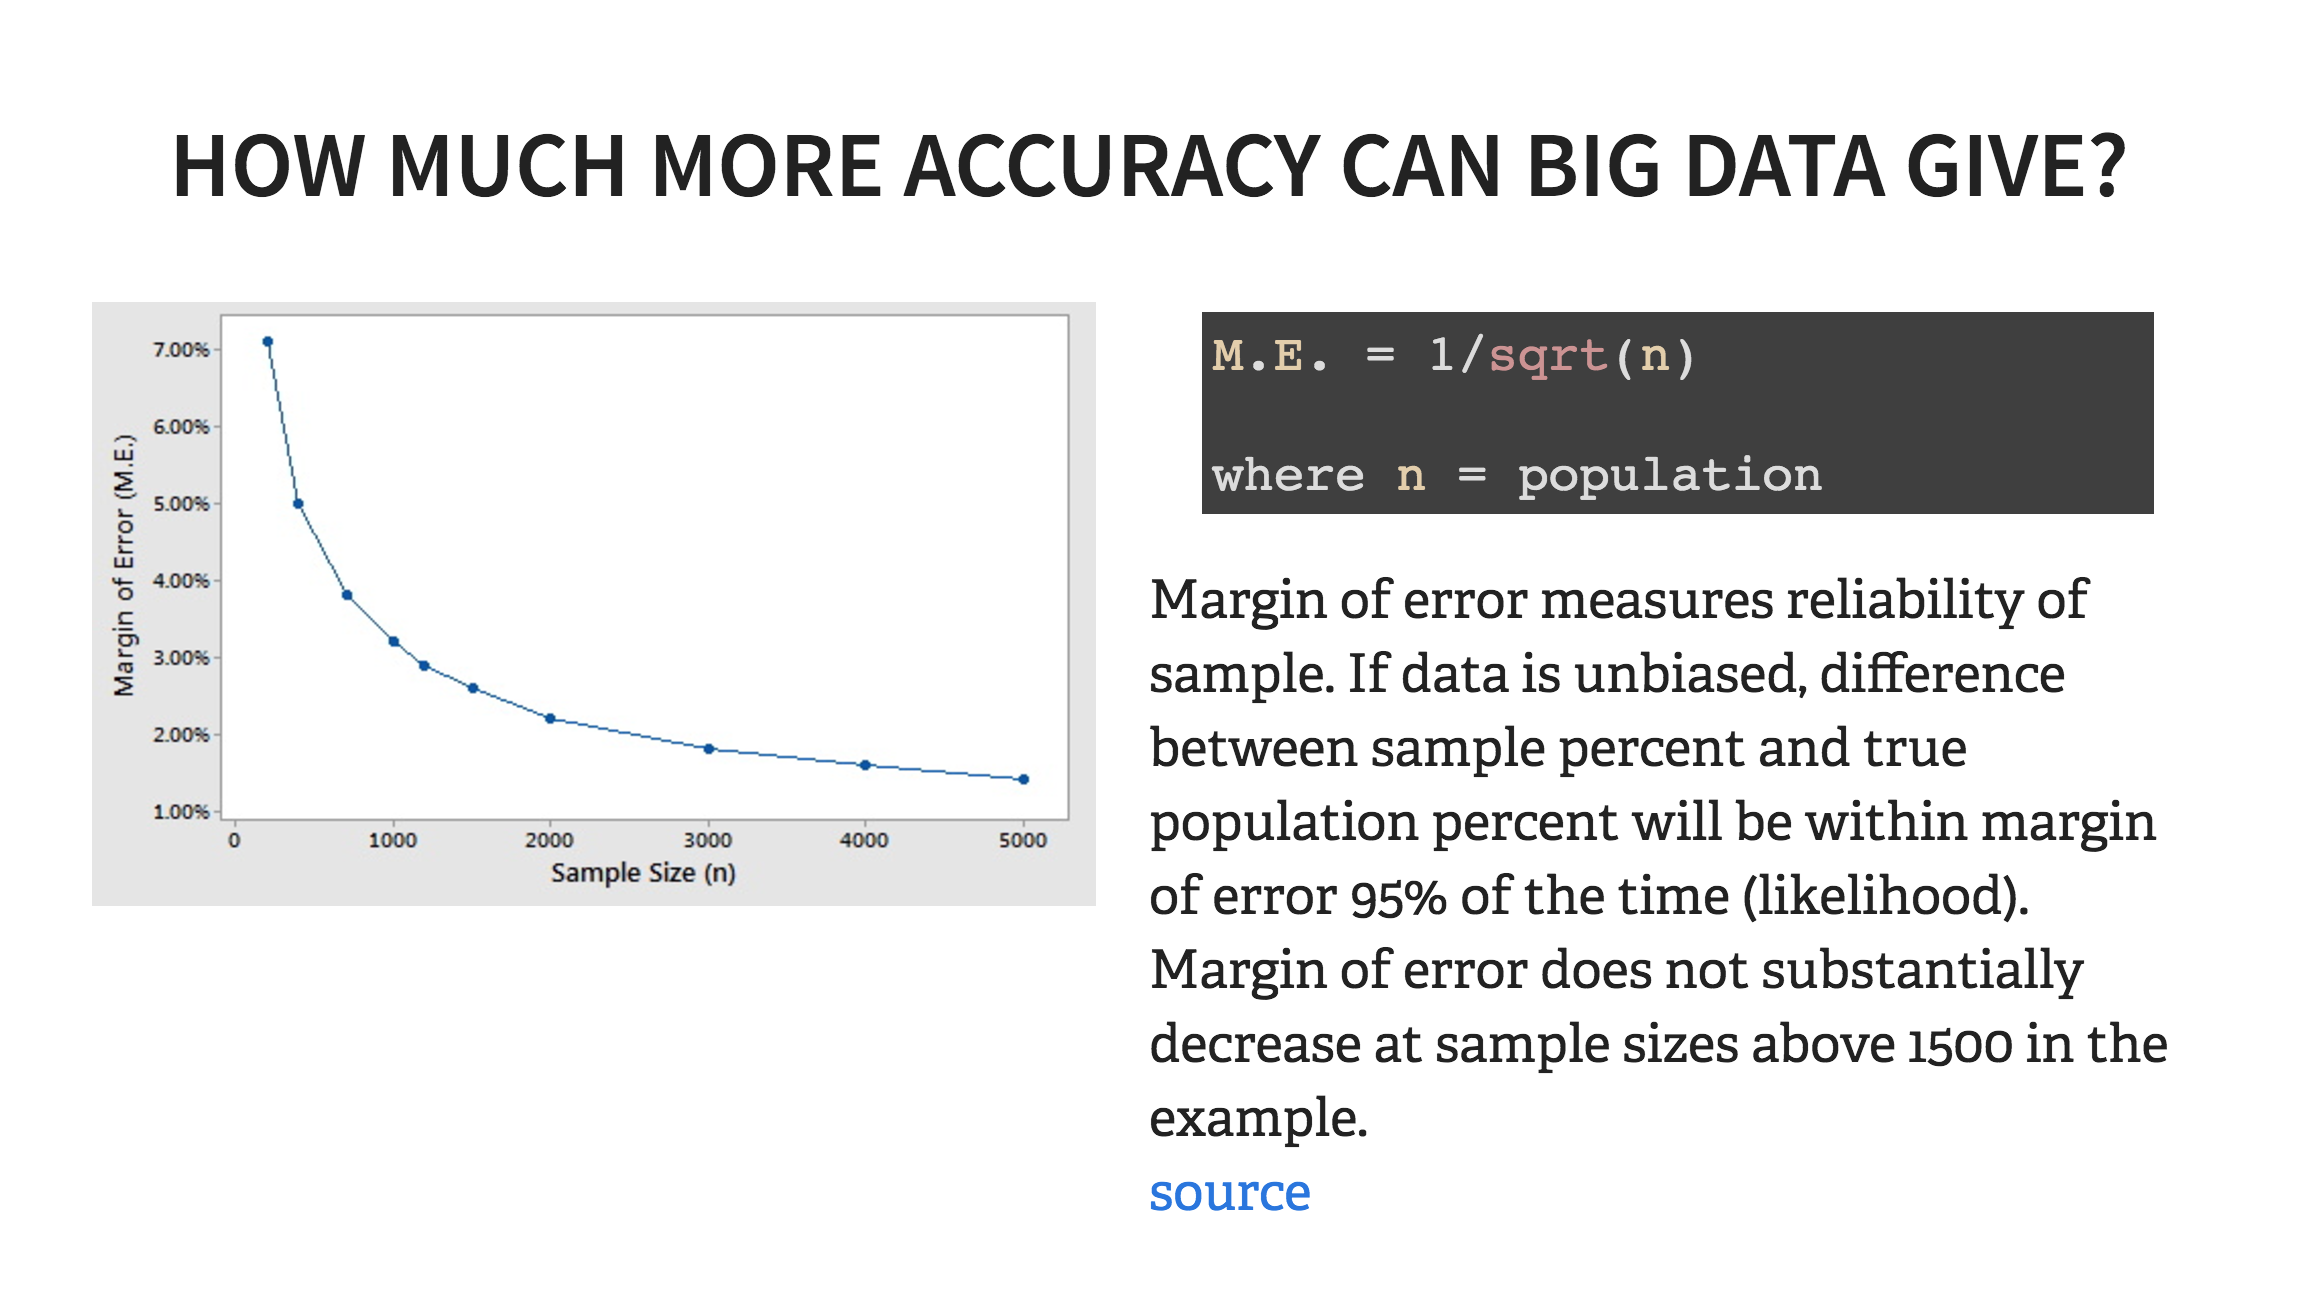 HOW MUCH MORE ACCURACY CAN BIG DATA GIVE?
7.00%
6.00%
5.00%
4.00%
3.00%
2.00%
1.00%
Margin of Error (M.E.)
0 1000 2000 3000 4000 5000
Sample Size (n)
M.E. = 1/sqrt(n)
where n = population
Margin of error measures reliability of
sample. If data is unbiased, difference
between sample percent and true
population percent will be within margin
of error 95% of the time (likelihood).
Margin of error does not substantially
decrease at sample sizes above 1500 in the
example.
source